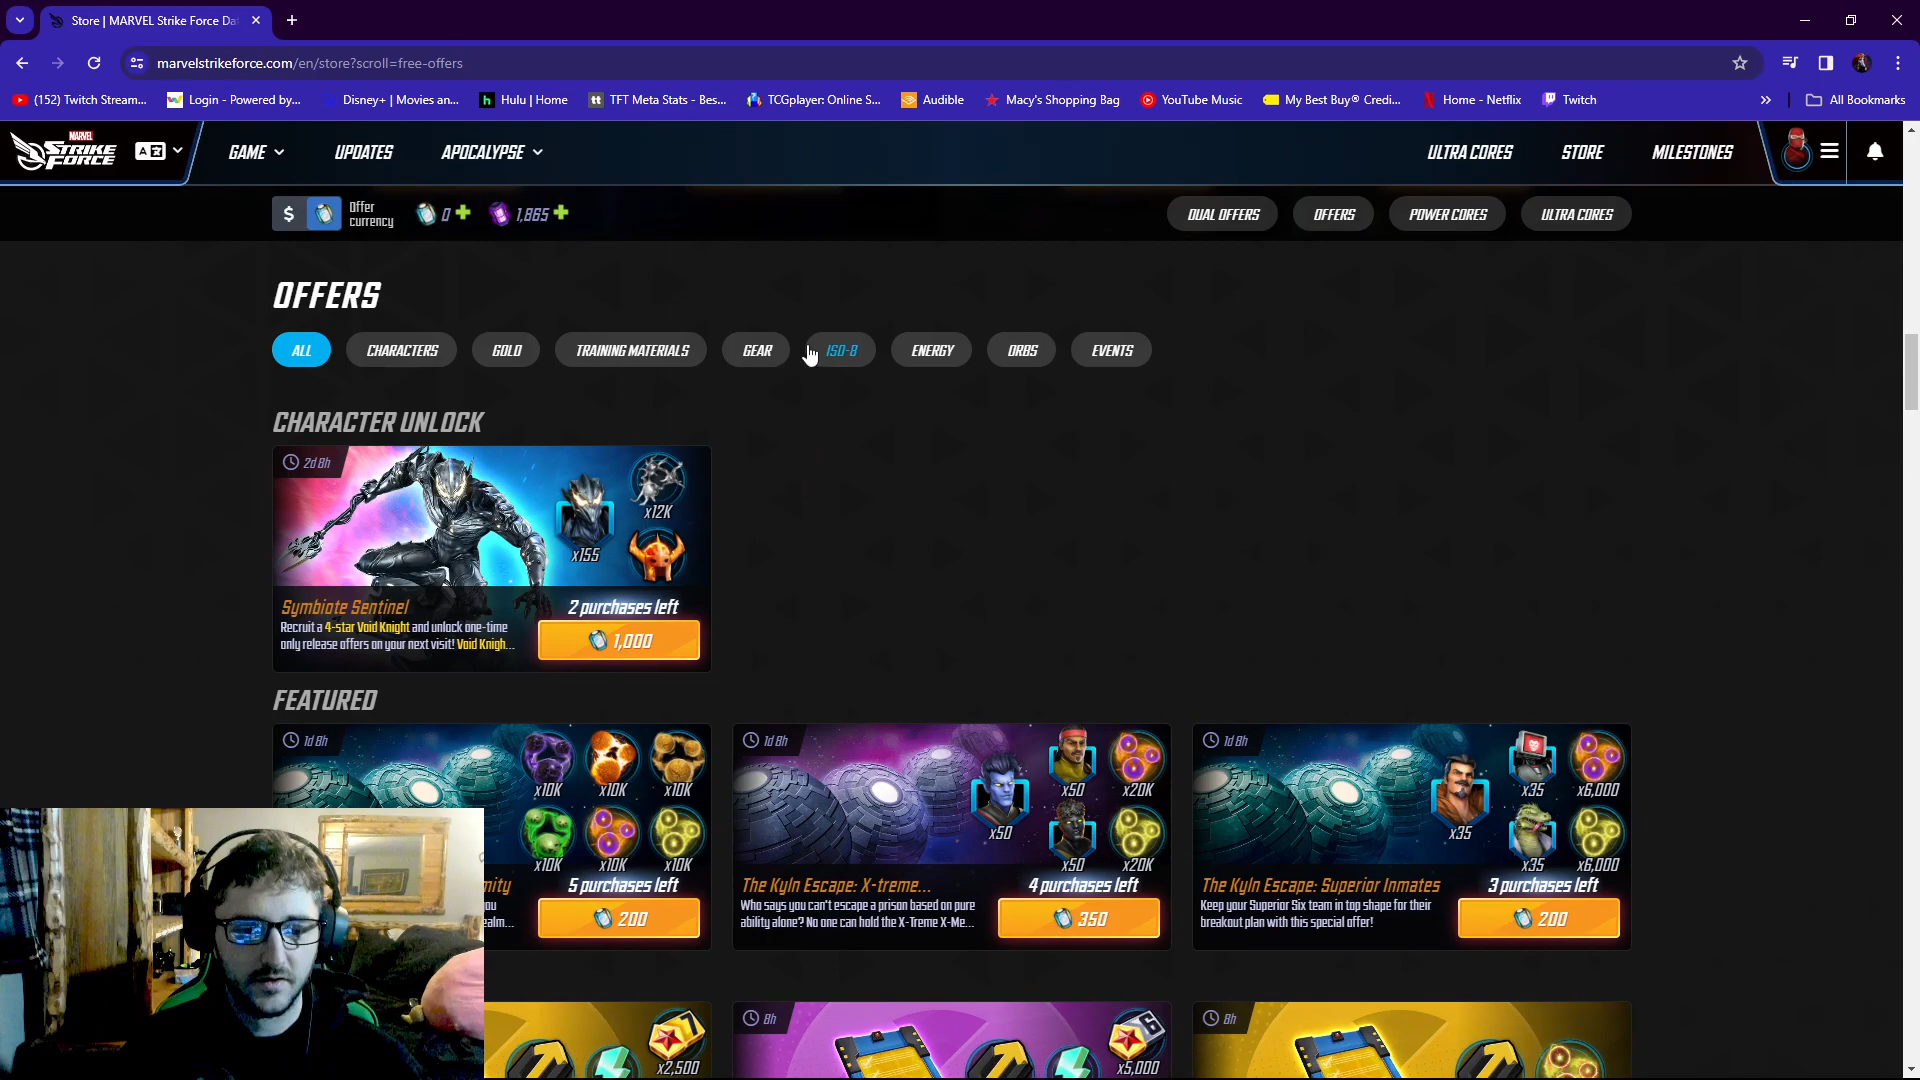 Store | MARVEL Strike Force Da
marvelstrikeforce.com/en/store?scroll=free-offers
(152) Twitch Stream...
Login - Powered by...
Disney+ | Movies an...
Hulu | Home
TFT Meta Stats - Bes...
TCGplayer: Online S...
Audible
Macy's Shopping Bag
YouTube Music
My Best Buy® Credi...
Home - Netflix
Twitch
All Bookmarks
MARVEL
STRIKE
FORCE
GAME
UPDATES
APOCALYPSE
ULTRA CORES
STORE
MILESTONES
$
Offer
currency
0
1,865
DUAL OFFERS
OFFERS
POWER CORES
ULTRA CORES
OFFERS
ALL
CHARACTERS
GOLD
TRAINING MATERIALS
GEAR
ISO-8
ENERGY
ORBS
EVENTS
CHARACTER UNLOCK
2d 8h
x12K
x155
Symbiote Sentinel
2 purchases left
Recruit a 4-star Void Knight and unlock one-time
only release offers on your next visit! Void Knigh...
1,000
FEATURED
1d 8h
x10K x10K x10K
x10K x10K x10K
mity
5 purchases left
you
ealm...
200
1d 8h
x50
x50 x20K
x50 x20K
The Kyln Escape: X-treme...
4 purchases left
Who says you can't escape a prison based on pure
ability alone? No one can hold the X-Treme X-Me...
350
1d 8h
x35
x35 x6,000
x35 x6,000
The Kyln Escape: Superior Inmates
3 purchases left
Keep your Superior Six team in top shape for their
breakout plan with this special offer!
200
7
x2,500
8h
6
x5,000
8h